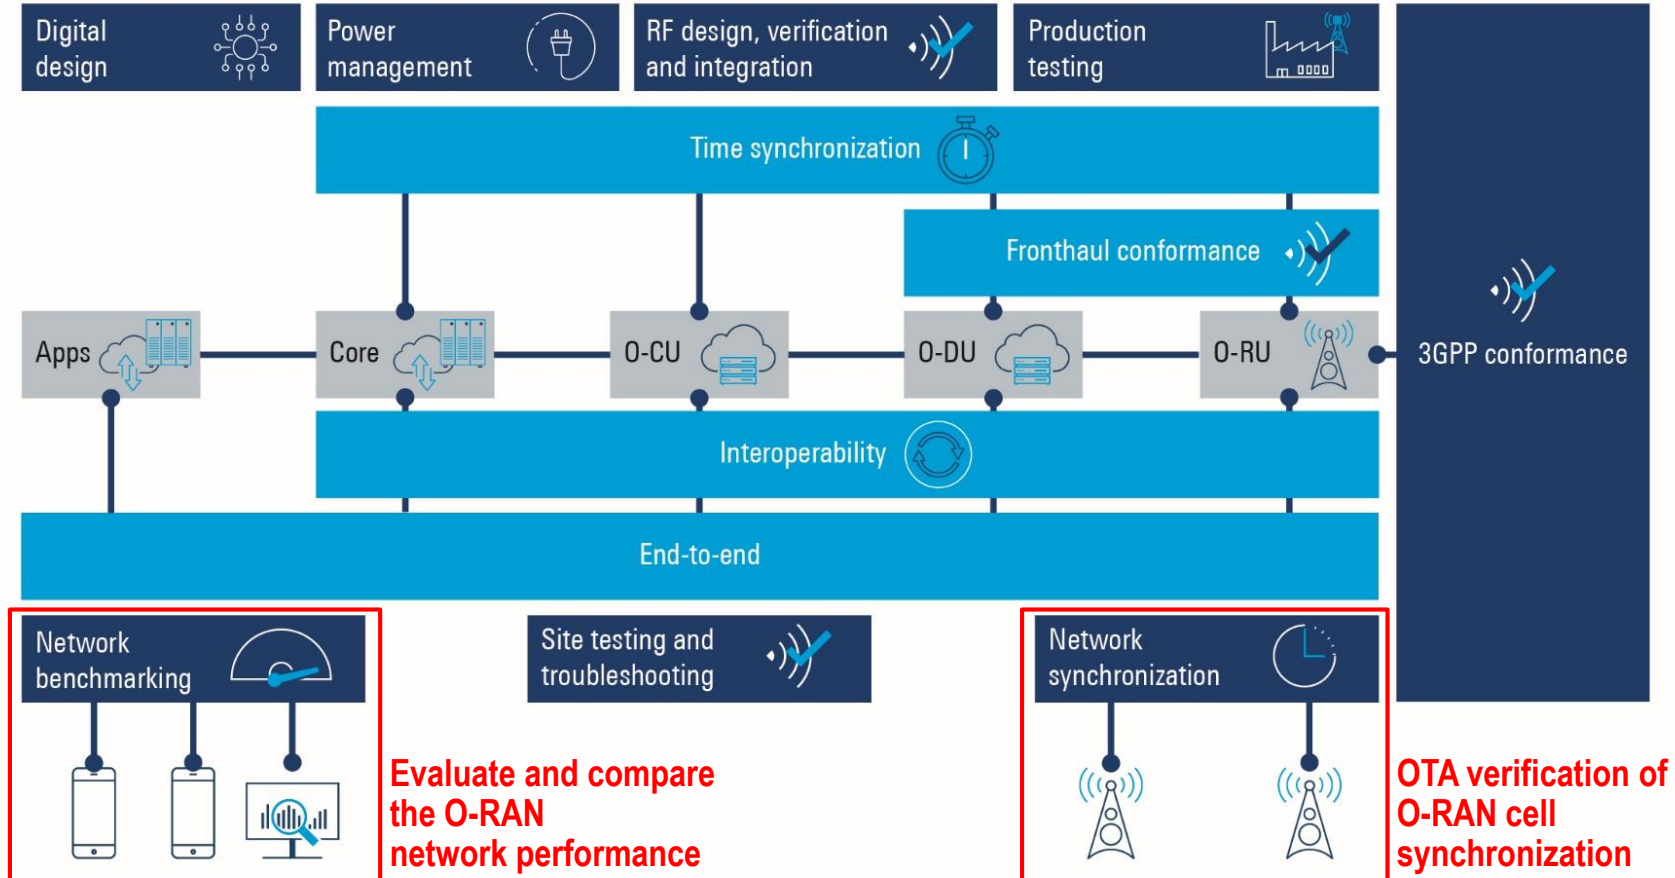 Digital
design
Power
management
RF design, verification
and integration
Production
testing
Time synchronization
Fronthaul conformance
Apps
Core
O-CU
O-DU
O-RU
3GPP conformance
Interoperability
End-to-end
Network
benchmarking
Site testing and
troubleshooting
Network
synchronization
Evaluate and compare
the O-RAN
network performance
OTA verification of
O-RAN cell
synchronization